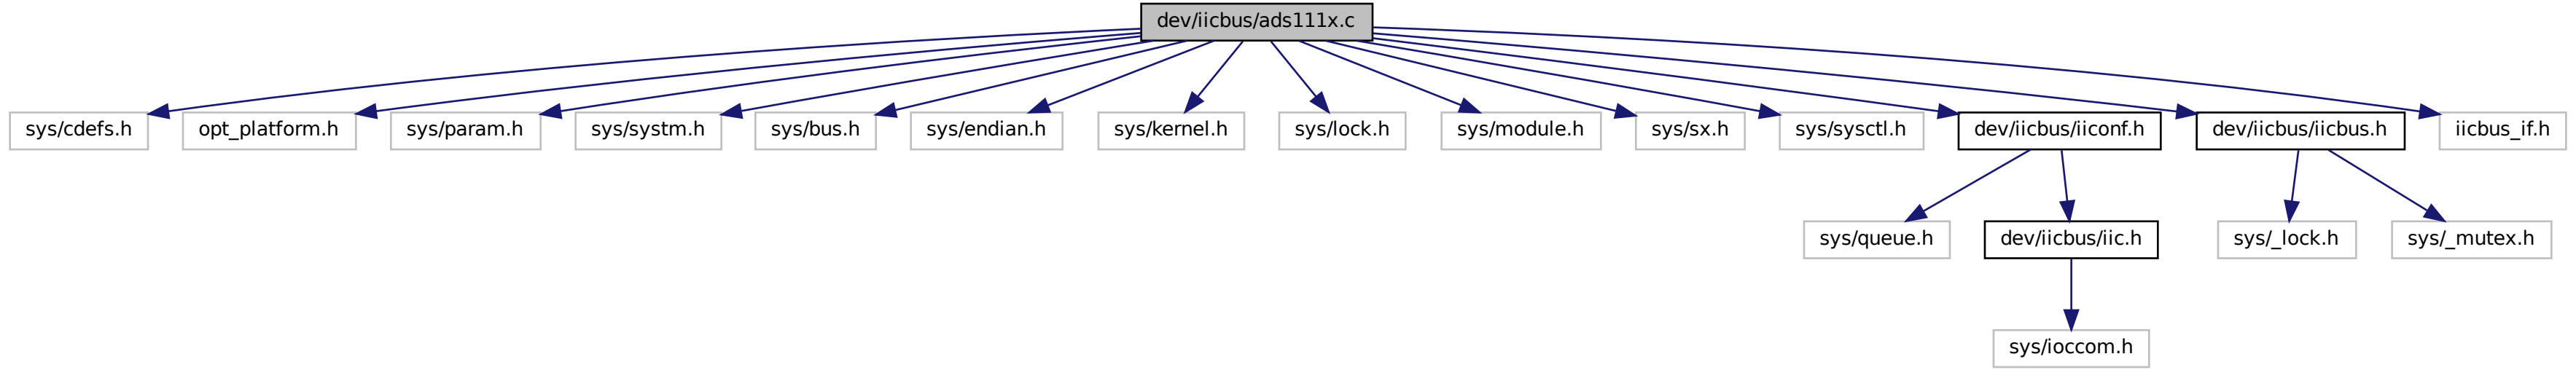 dev/iicbus/ads111x.c
sys/cdefs.h
opt_platform.h
sys/param.h
sys/systm.h
sys/bus.h
sys/endian.h
sys/kernel.h
sys/lock.h
sys/module.h
sys/sx.h
sys/sysctl.h
dev/iicbus/iiconf.h
dev/iicbus/iicbus.h
iicbus_if.h
sys/queue.h
dev/iicbus/iic.h
sys/_lock.h
sys/_mutex.h
sys/ioccom.h